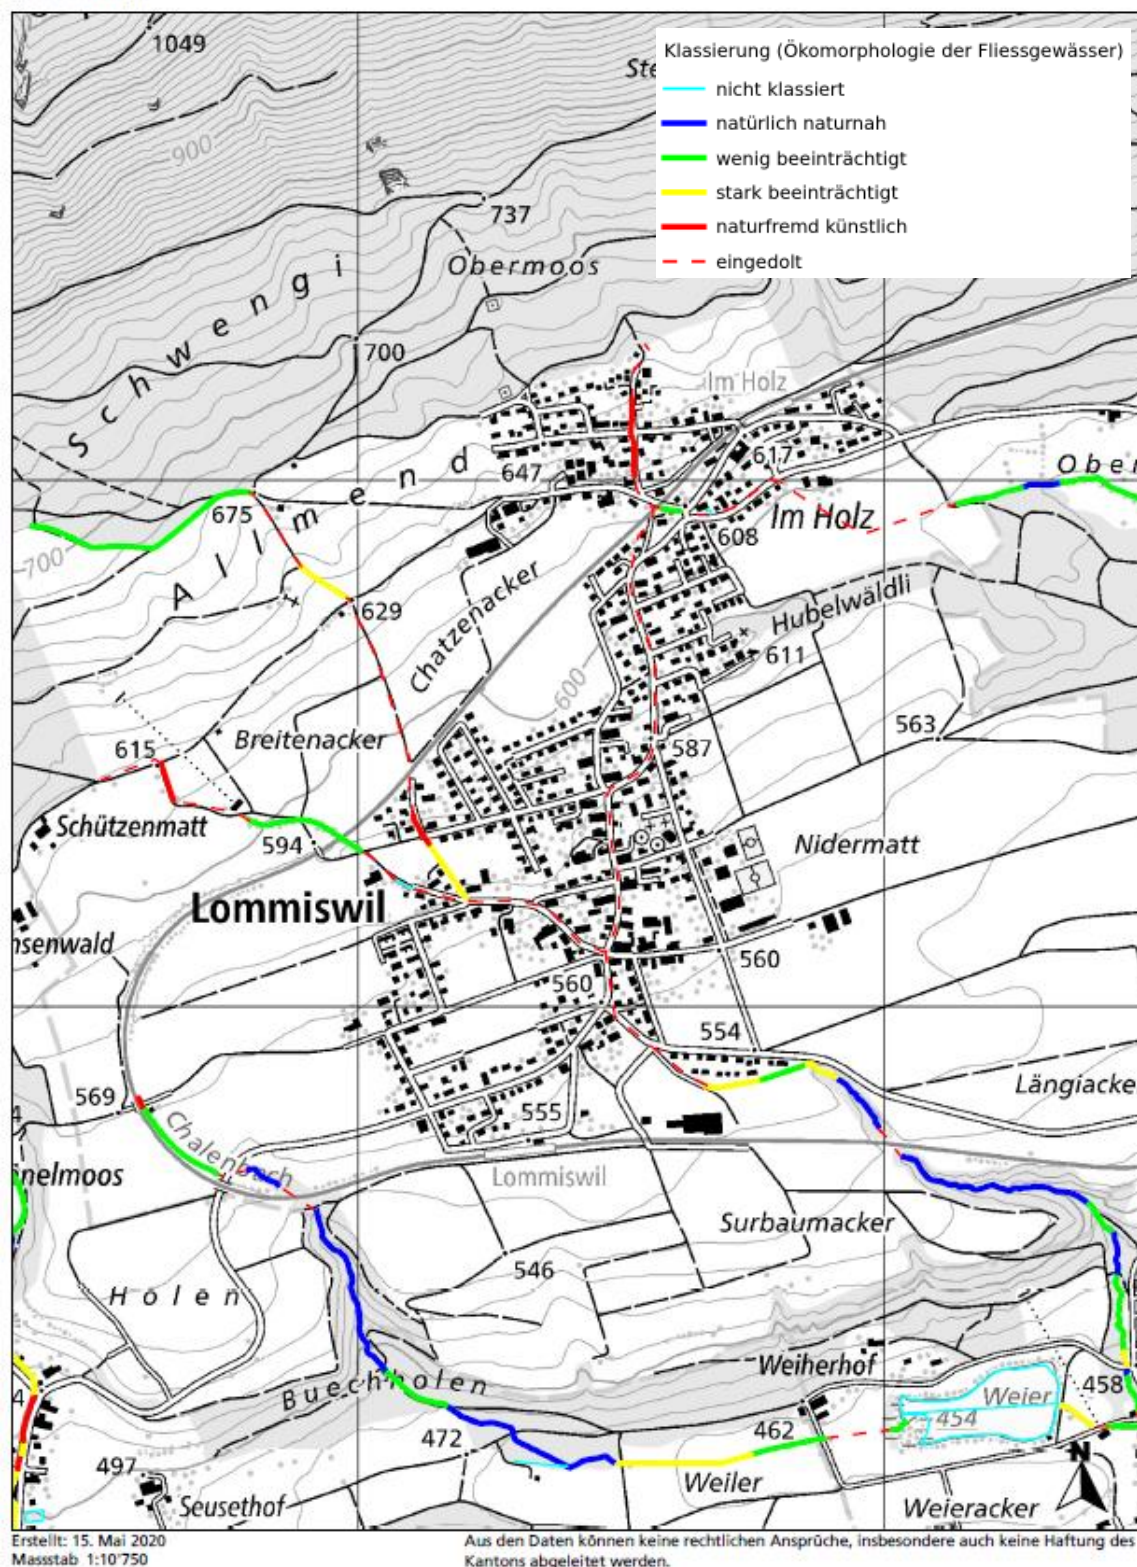 1049
Klassierung (Ökomorphologie der Fliessgewässer)
nicht klassiert
natürlich naturnah
wenig beeinträchtigt
stark beeinträchtigt
naturfremd künstlich
eingedolt
900
737
Obermoos
Schwengi
700
Im Holz
Allmend
647
617
Ober
675
Im Holz
608
700
629
Chatzenacker
Hubelwäldli
611
600
563
615
Breitenacker
587
Schützenmatt
594
Nidermatt
Lommiswil
nsenwald
560
560
554
569
Chalenbach
555
Längiacke
nelmoos
Lommiswil
Surbaumacker
546
Holen
Weiherhof
Buechholen
Weier
458
454
4
472
462
N
497
Weiler
Seusethof
Weieracker
Erstellt: 15. Mai 2020
Massstab 1:10'750
Aus den Daten können keine rechtlichen Ansprüche, insbesondere auch keine Haftung des
Kantons abgeleitet werden.